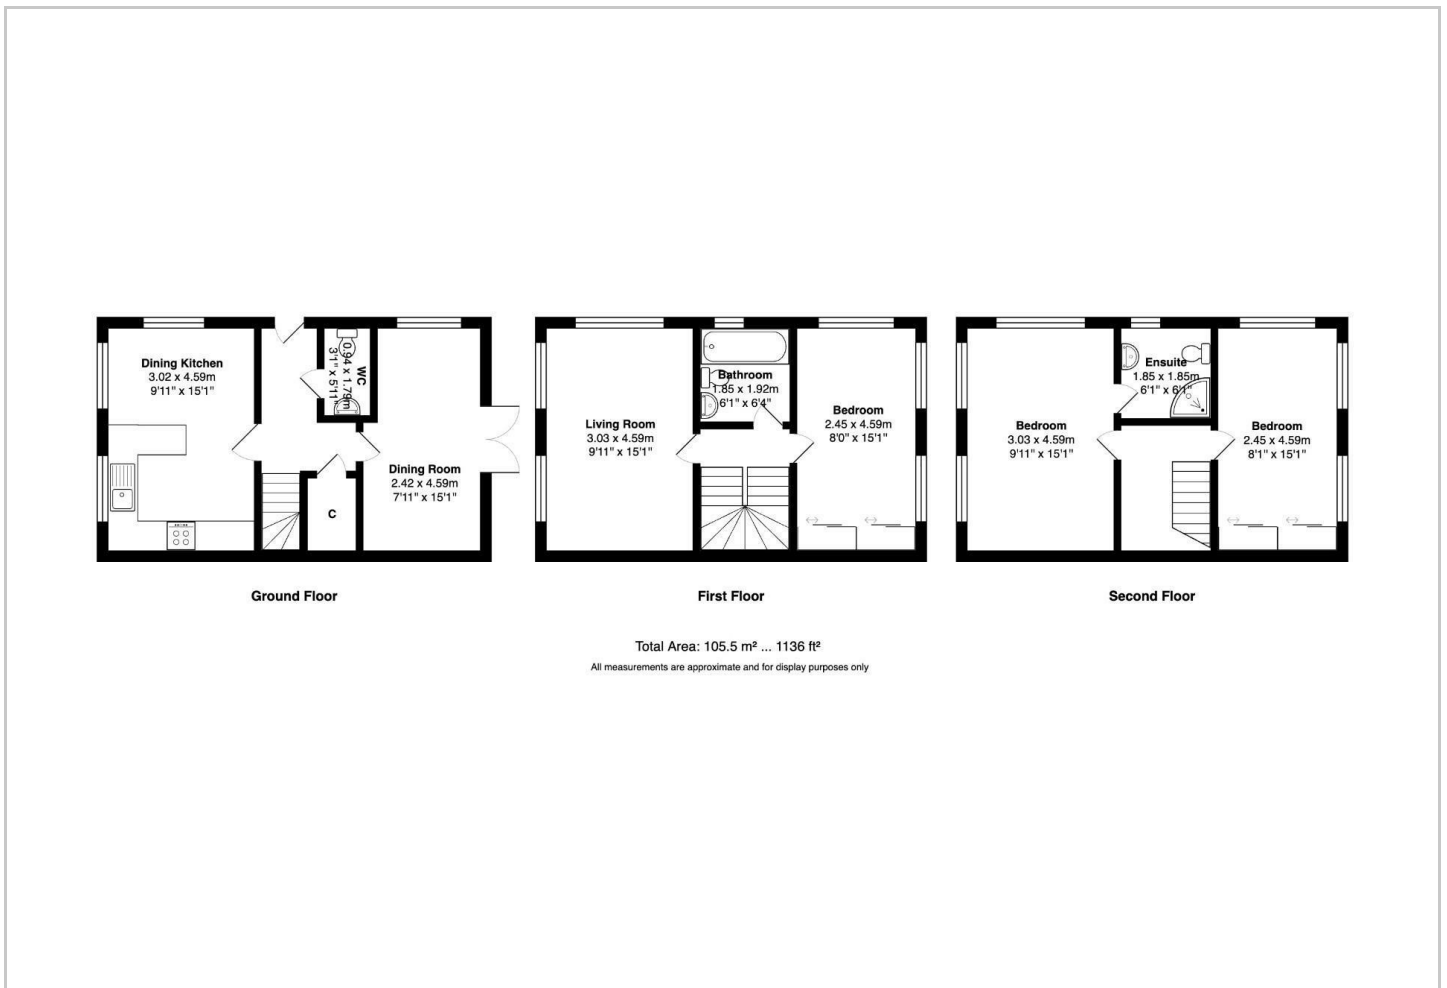 Dining Kitchen
3.02 x 4.59m
9'11" x 15'1"
WC
0.94 x 1.79m
3'1" x 5'11"
Dining Room
2.42 x 4.59m
7'11" x 15'1"
C
Ground Floor
Living Room
3.03 x 4.59m
9'11" x 15'1"
Bathroom
1.85 x 1.92m
6'1" x 6'4"
Bedroom
2.45 x 4.59m
8'0" x 15'1"
First Floor
Bedroom
3.03 x 4.59m
9'11" x 15'1"
Ensuite
1.85 x 1.85m
6'1" x 6'1"
Bedroom
2.45 x 4.59m
8'1" x 15'1"
Second Floor
Total Area: 105.5 m² ... 1136 ft²
All measurements are approximate and for display purposes only